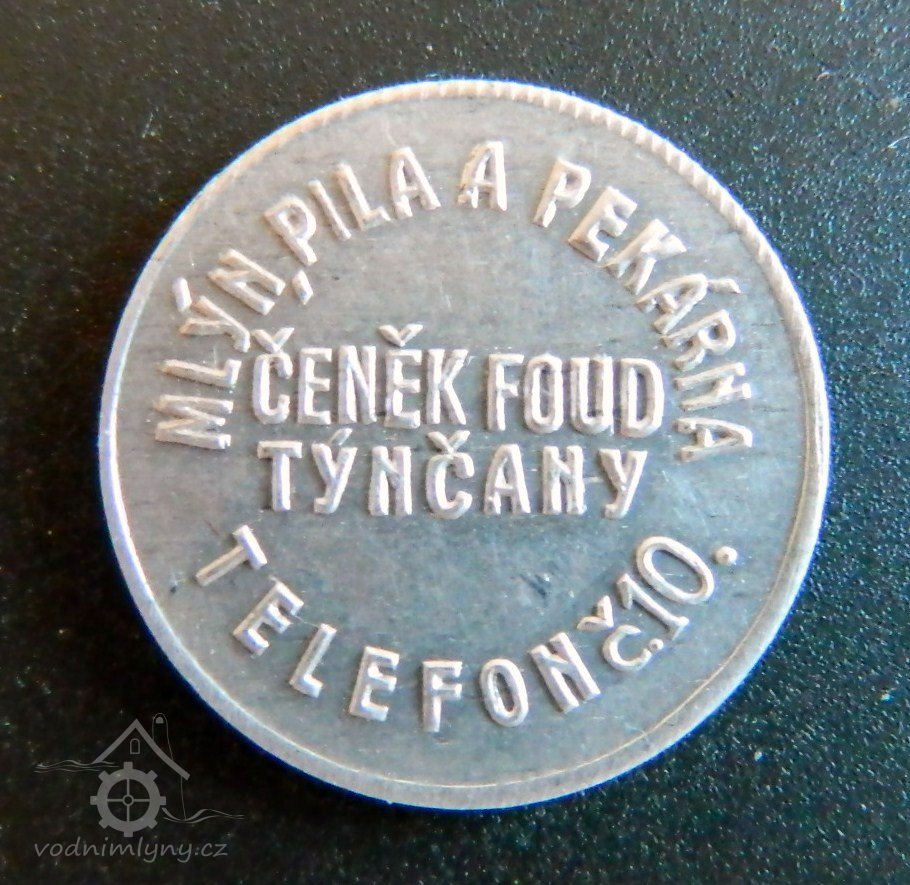 MLÝN, PILA A PEKÁRNA
ČENĚK FOUD
TÝNČANY
TELEFON č.10.
vodnimlyny.cz